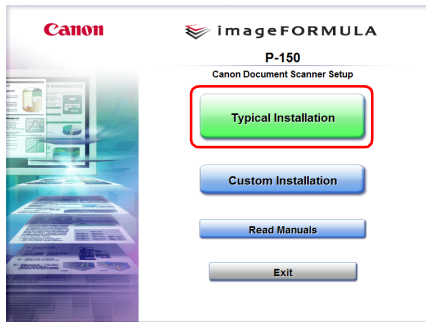 Canon
imageFORMULA
P-150
Canon Document Scanner Setup
Typical Installation
Custom Installation
Read Manuals
Exit